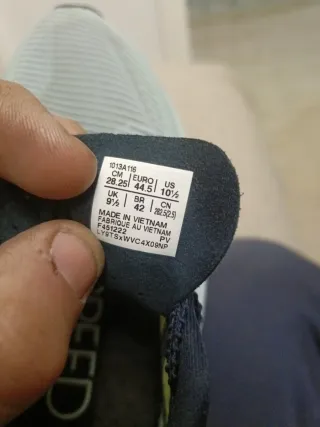 1013A116
CM EURO US
28.25 44.5 10½
UK BR CN
9½ 42 282.5(2.5)
MADE IN VIETNAM
FABRIQUE AU VIETNAM
F451222 PV
LY9TSxWVC4X09NP